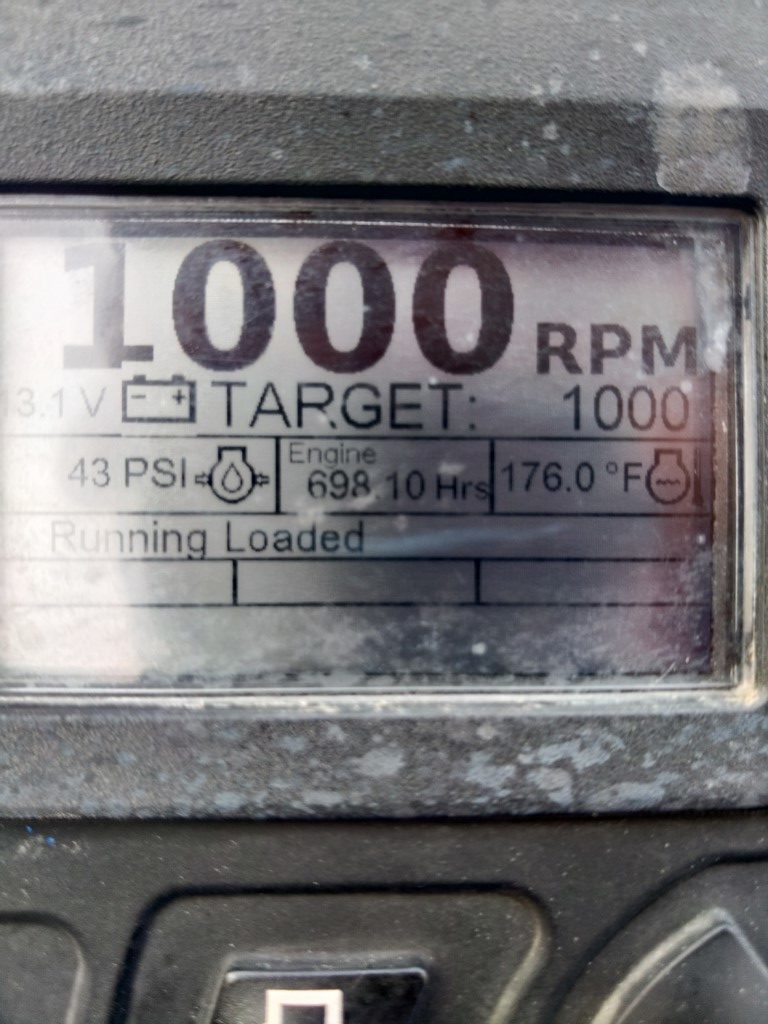 1000 RPM
3.1 V TARGET: 1000
43 PSI Engine 698.10 Hrs 176.0 °F
Running Loaded